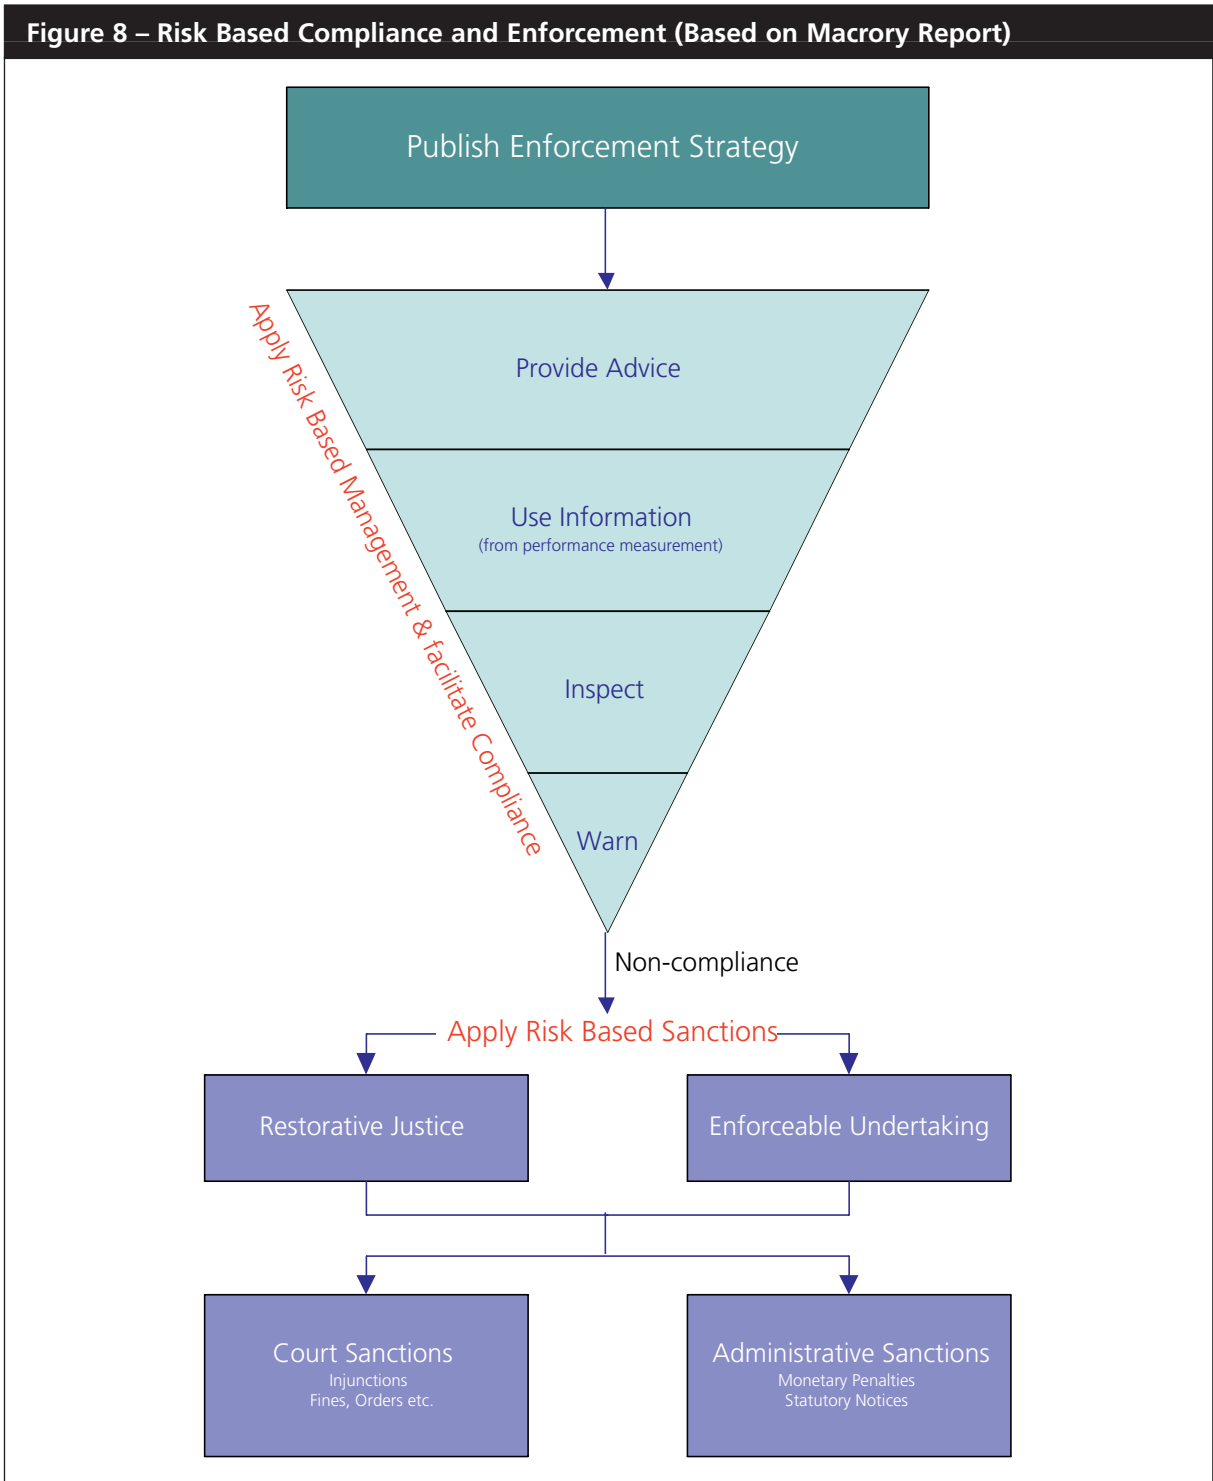 Figure 8 – Risk Based Compliance and Enforcement (Based on Macrory Report)
Publish Enforcement Strategy
Apply Risk Based Management & facilitate Compliance
Provide Advice
Use Information
(from performance measurement)
Inspect
Warn
Non-compliance
Apply Risk Based Sanctions
Restorative Justice
Enforceable Undertaking
Court Sanctions
Injunctions
Fines, Orders etc.
Administrative Sanctions
Monetary Penalties
Statutory Notices